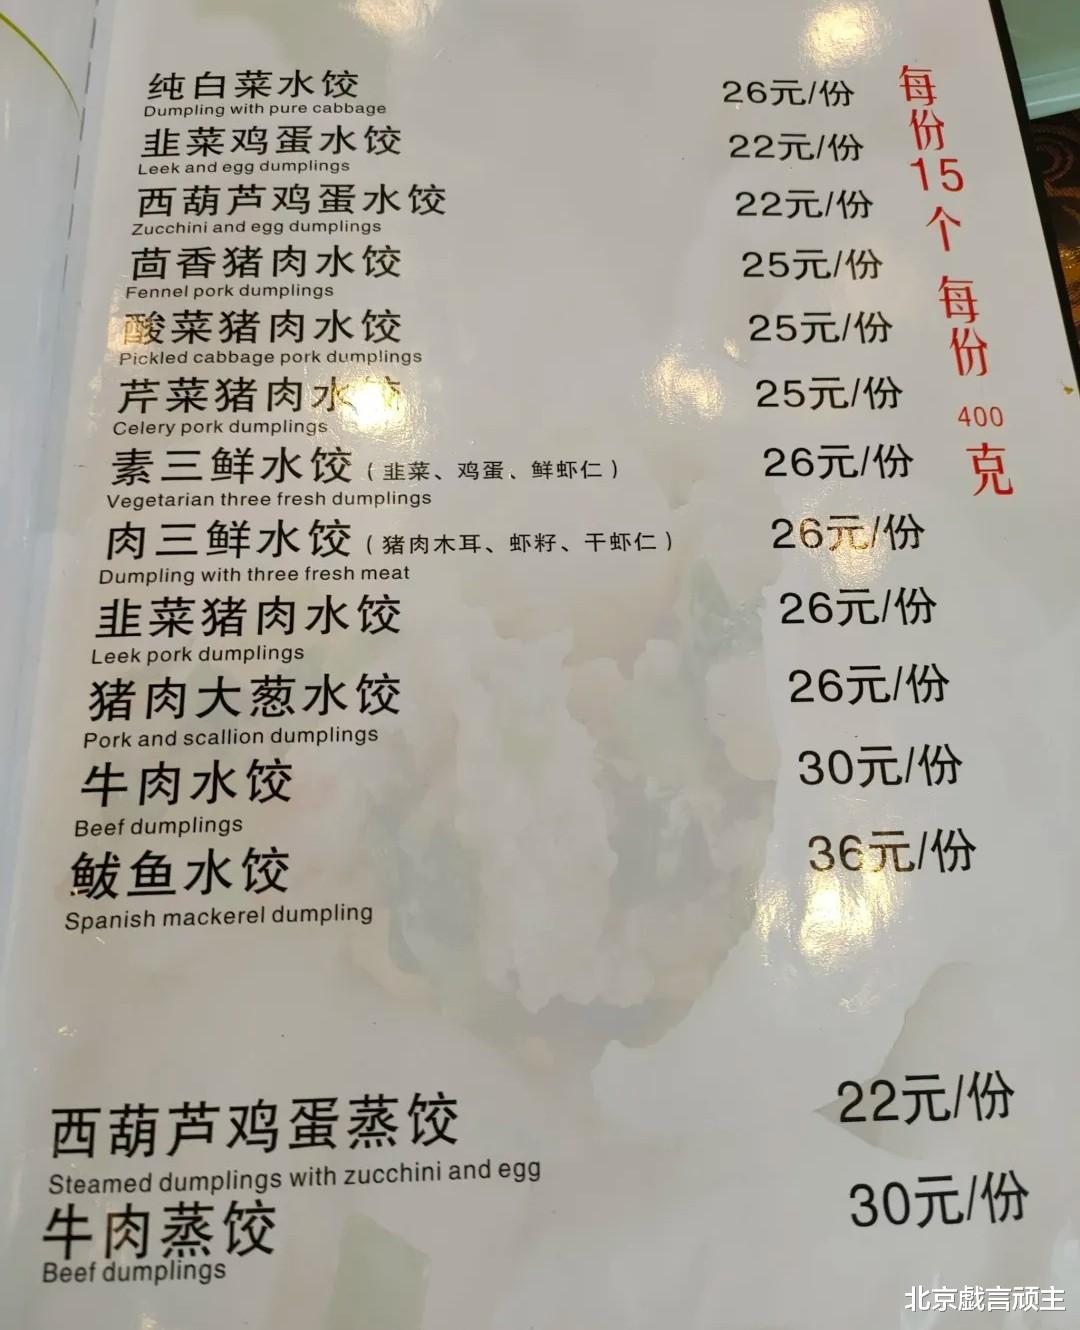 纯白菜水饺 26元/份
Dumpling with pure cabbage
韭菜鸡蛋水饺 22元/份
Leek and egg dumplings
西葫芦鸡蛋水饺 22元/份
Zucchini and egg dumplings
茴香猪肉水饺 25元/份
Fennel pork dumplings
酸菜猪肉水饺 25元/份
Pickled cabbage pork dumplings
芹菜猪肉水饺 25元/份
Celery pork dumplings
素三鲜水饺（韭菜、鸡蛋、鲜虾仁） 26元/份
Vegetarian three fresh dumplings
肉三鲜水饺（猪肉木耳、虾籽、干虾仁） 26元/份
Dumpling with three fresh meat
韭菜猪肉水饺 26元/份
Leek pork dumplings
猪肉大葱水饺 26元/份
Pork and scallion dumplings
牛肉水饺 30元/份
Beef dumplings
鲅鱼水饺 36元/份
Spanish mackerel dumpling
西葫芦鸡蛋蒸饺 22元/份
Steamed dumplings with zucchini and egg
牛肉蒸饺 30元/份
Beef dumplings
每份15个 每份400克
北京戲言顽主